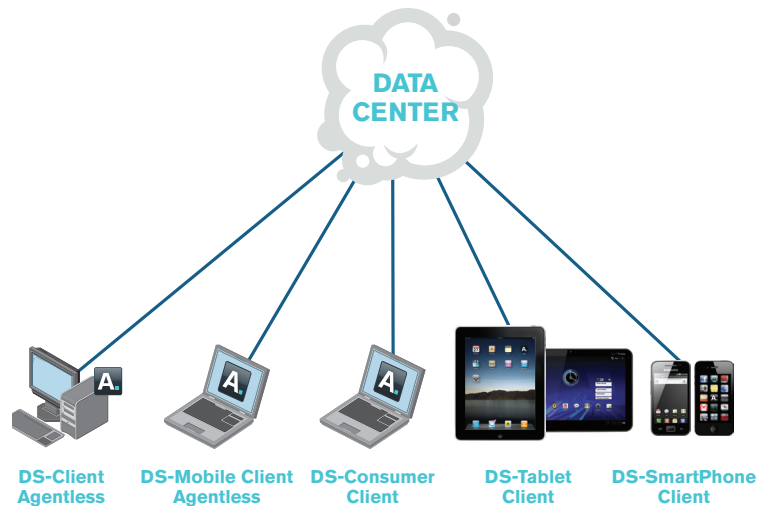 DATA
CENTER
A.
A.
A.
DS-Client
Agentless
DS-Mobile Client
Agentless
DS-Consumer
Client
DS-Tablet
Client
DS-SmartPhone
Client